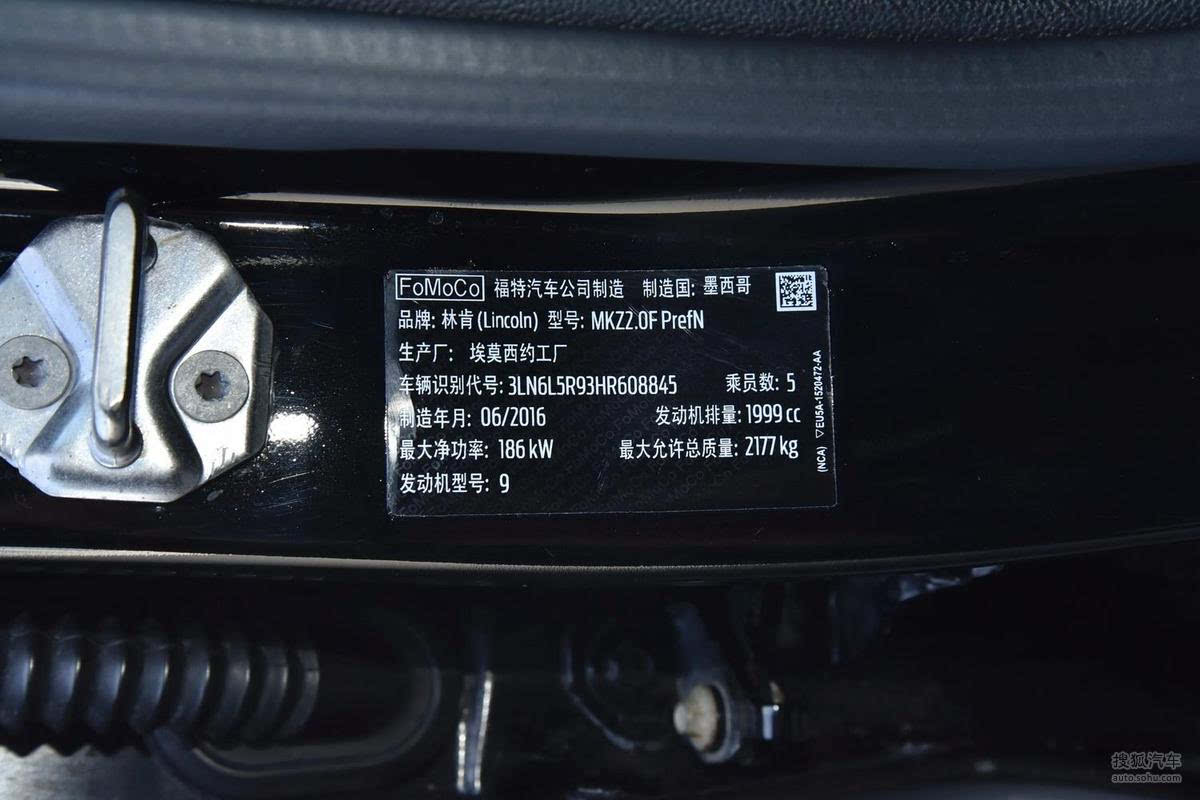 FoMoCo 福特汽车公司制造 制造国: 墨西哥
品牌: 林肯(Lincoln) 型号: MKZ2.0F PrefN
生产厂: 埃莫西约工厂
车辆识别代号: 3LN6L5R93HR608845 乘员数: 5
制造年月: 06/2016 发动机排量: 1999 cc
最大净功率: 186 kW 最大允许总质量: 2177 kg
发动机型号: 9
(NCA) ▽EU5A-1520472-AA
搜狐汽车
auto.sohu.com